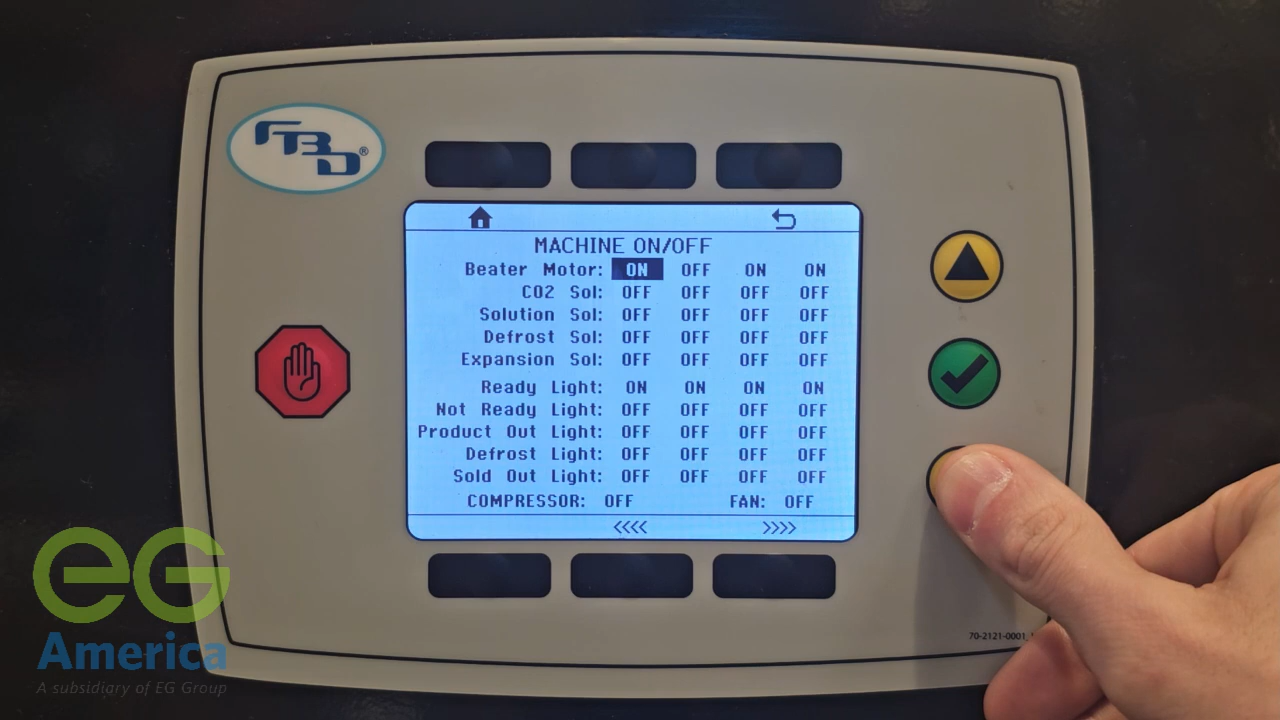 FBD®
MACHINE ON/OFF
Beater Motor: ON OFF ON ON
CO2 Sol: OFF OFF OFF OFF
Solution Sol: OFF OFF OFF OFF
Defrost Sol: OFF OFF OFF OFF
Expansion Sol: OFF OFF OFF OFF
Ready Light: ON ON ON ON
Not Ready Light: OFF OFF OFF OFF
Product Out Light: OFF OFF OFF OFF
Defrost Light: OFF OFF OFF OFF
Sold Out Light: OFF OFF OFF OFF
COMPRESSOR: OFF FAN: OFF
<<<< >>>>
70-2121-0001
eG
America
A subsidiary of EG Group